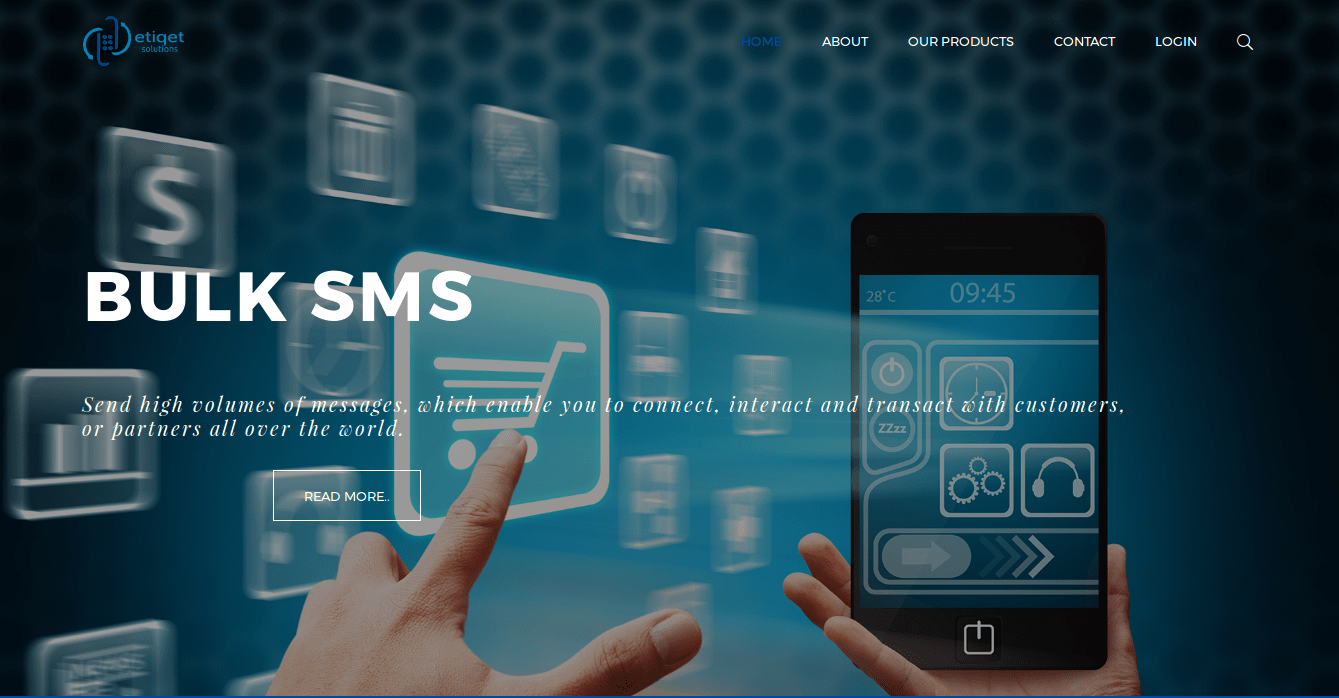 etiqet
solutions
HOME
ABOUT
OUR PRODUCTS
CONTACT
LOGIN
BULK SMS
28°C
09:45
Send high volumes of messages, which enable you to connect, interact and transact with customers,
or partners all over the world.
ZZzz
READ MORE..
NEWS